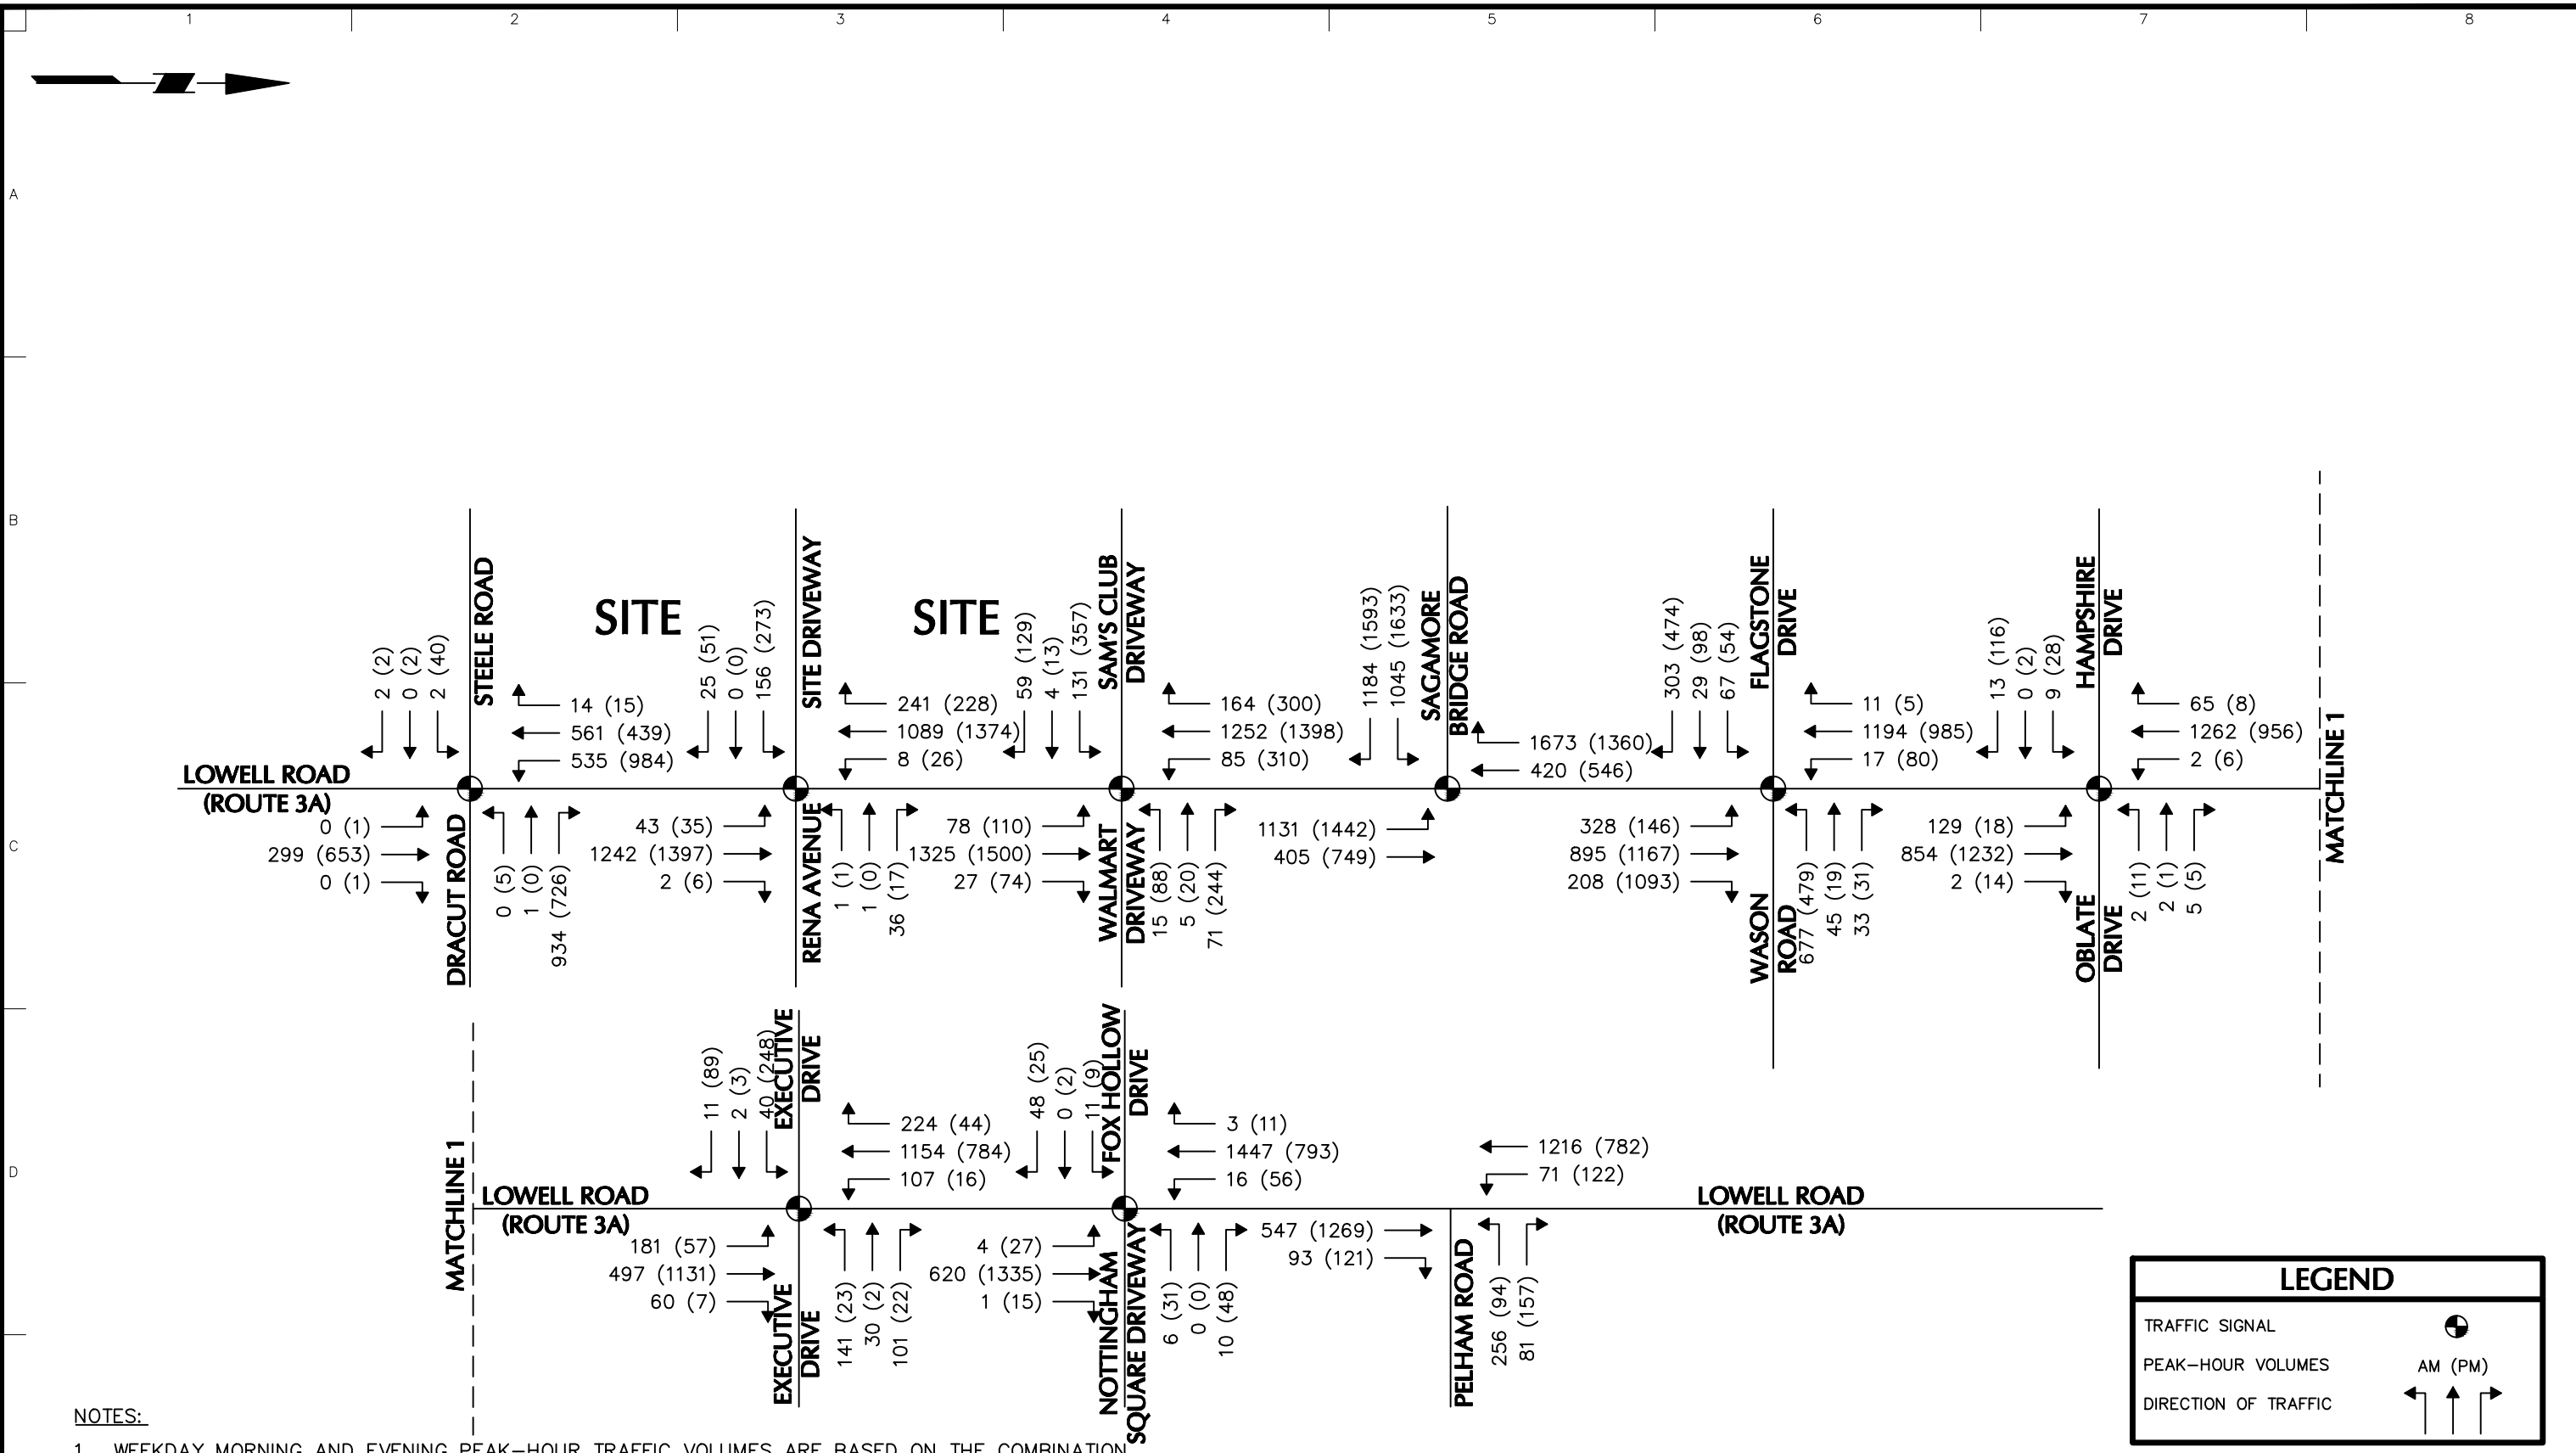 1 2 3 4 5 6 7 8
A
B
C
D
STEELE ROAD
SITE
SITE DRIVEWAY
SITE
SAM'S CLUB
DRIVEWAY
SAGAMORE
BRIDGE ROAD
FLAGSTONE
DRIVE
HAMPSHIRE
DRIVE
MATCHLINE 1
2 (2)
0 (2)
2 (40)
14 (15)
561 (439)
535 (984)
25 (51)
0 (0)
156 (273)
241 (228)
1089 (1374)
8 (26)
59 (129)
4 (13)
131 (357)
164 (300)
1252 (1398)
85 (310)
1184 (1593)
1045 (1633)
1673 (1360)
420 (546)
303 (474)
29 (98)
67 (54)
11 (5)
1194 (985)
17 (80)
13 (116)
0 (2)
9 (28)
65 (8)
1262 (956)
2 (6)
LOWELL ROAD
(ROUTE 3A)
0 (1)
299 (653)
0 (1)
DRACUT ROAD
0 (5)
1 (0)
934 (726)
43 (35)
1242 (1397)
2 (6)
RENA AVENUE
1 (1)
1 (0)
36 (17)
78 (110)
1325 (1500)
27 (74)
WALMART
DRIVEWAY
15 (88)
5 (20)
71 (244)
1131 (1442)
405 (749)
328 (146)
895 (1167)
208 (1093)
WASON
ROAD
677 (479)
45 (19)
33 (31)
129 (18)
854 (1232)
2 (14)
OBLATE
DRIVE
2 (11)
2 (1)
5 (5)
MATCHLINE 1
LOWELL ROAD
(ROUTE 3A)
11 (89)
2 (3)
40 (248)
EXECUTIVE
DRIVE
224 (44)
1154 (784)
107 (16)
48 (25)
0 (2)
11 (9)
FOX HOLLOW
DRIVE
3 (11)
1447 (793)
16 (56)
1216 (782)
71 (122)
LOWELL ROAD
(ROUTE 3A)
181 (57)
497 (1131)
60 (7)
EXECUTIVE
DRIVE
141 (23)
30 (2)
101 (22)
4 (27)
620 (1335)
1 (15)
NOTTINGHAM
SQUARE DRIVEWAY
6 (31)
0 (0)
10 (48)
547 (1269)
93 (121)
PELHAM ROAD
256 (94)
81 (157)
LEGEND
TRAFFIC SIGNAL
PEAK-HOUR VOLUMES AM (PM)
DIRECTION OF TRAFFIC
NOTES:
1. WEEKDAY MORNING AND EVENING PEAK-HOUR TRAFFIC VOLUMES ARE BASED ON THE COMBINATION